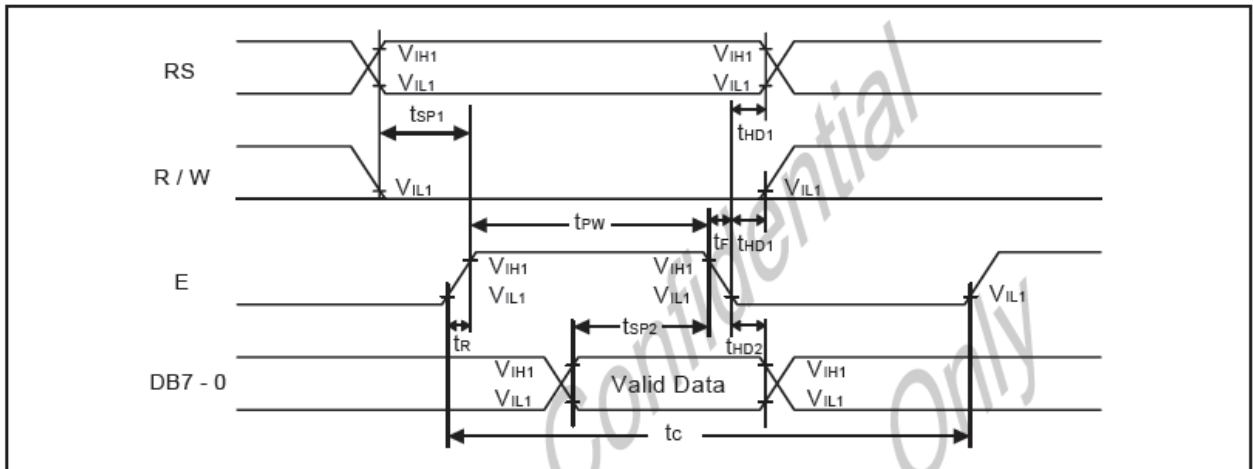 RS
VIH1 VIH1
VIL1 VIL1
tSP1
tHD1
R / W
VIL1 VIL1
tPW
tF tHD1
E
VIH1 VIH1
VIL1 VIL1 VIL1
tR
tSP2
tHD2
DB7 - 0
VIH1 Valid Data VIH1
VIL1 VIL1
tC
Confidential
Only